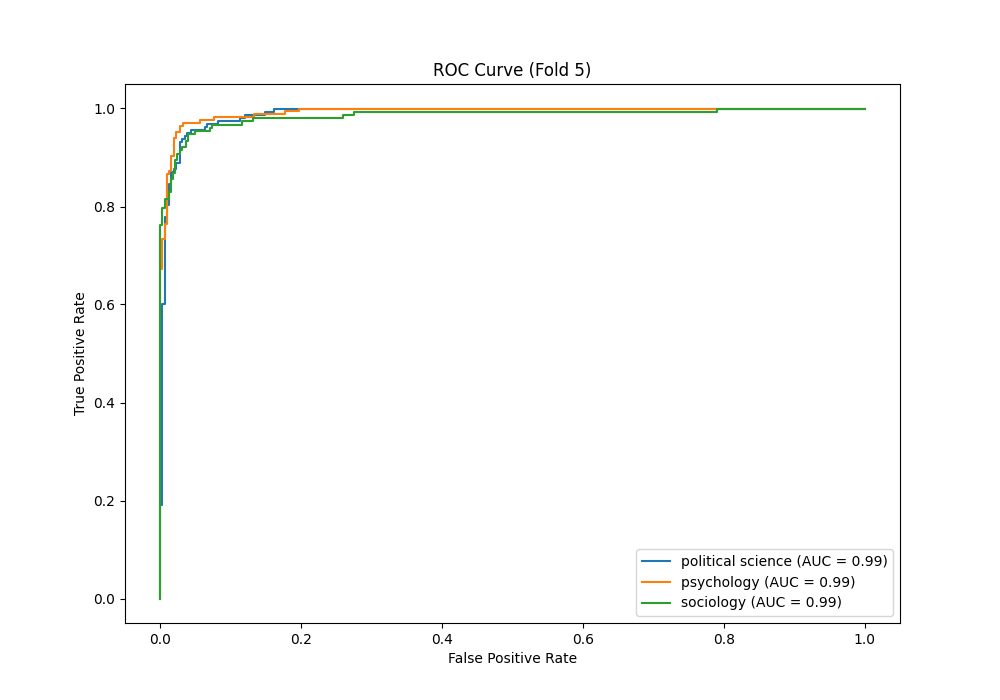 ROC Curve (Fold 5)
True Positive Rate
1.0
0.8
0.6
0.4
0.2
0.0
political science (AUC = 0.99)
psychology (AUC = 0.99)
sociology (AUC = 0.99)
0.0 0.2 0.4 0.6 0.8 1.0
False Positive Rate